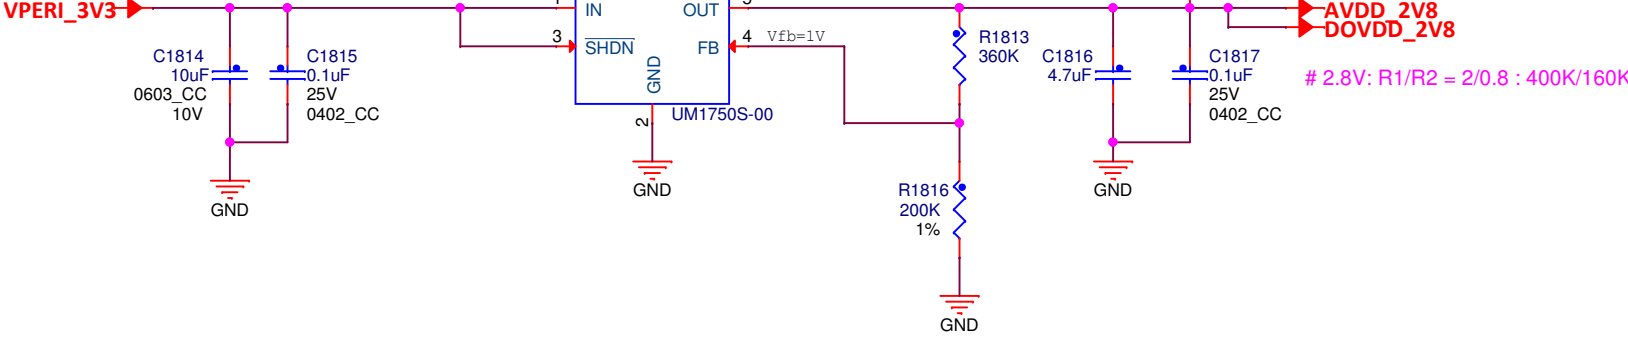 VPERI_3V3
IN
OUT
AVDD_2V8
DOVDD_2V8
3
SHDN
FB
4
Vfb=1V
GND
2
UM1750S-00
C1814
10uF
0603_CC
10V
C1815
0.1uF
25V
0402_CC
GND
GND
R1813
360K
R1816
200K
1%
GND
C1816
4.7uF
C1817
0.1uF
25V
0402_CC
GND
# 2.8V: R1/R2 = 2/0.8 : 400K/160K